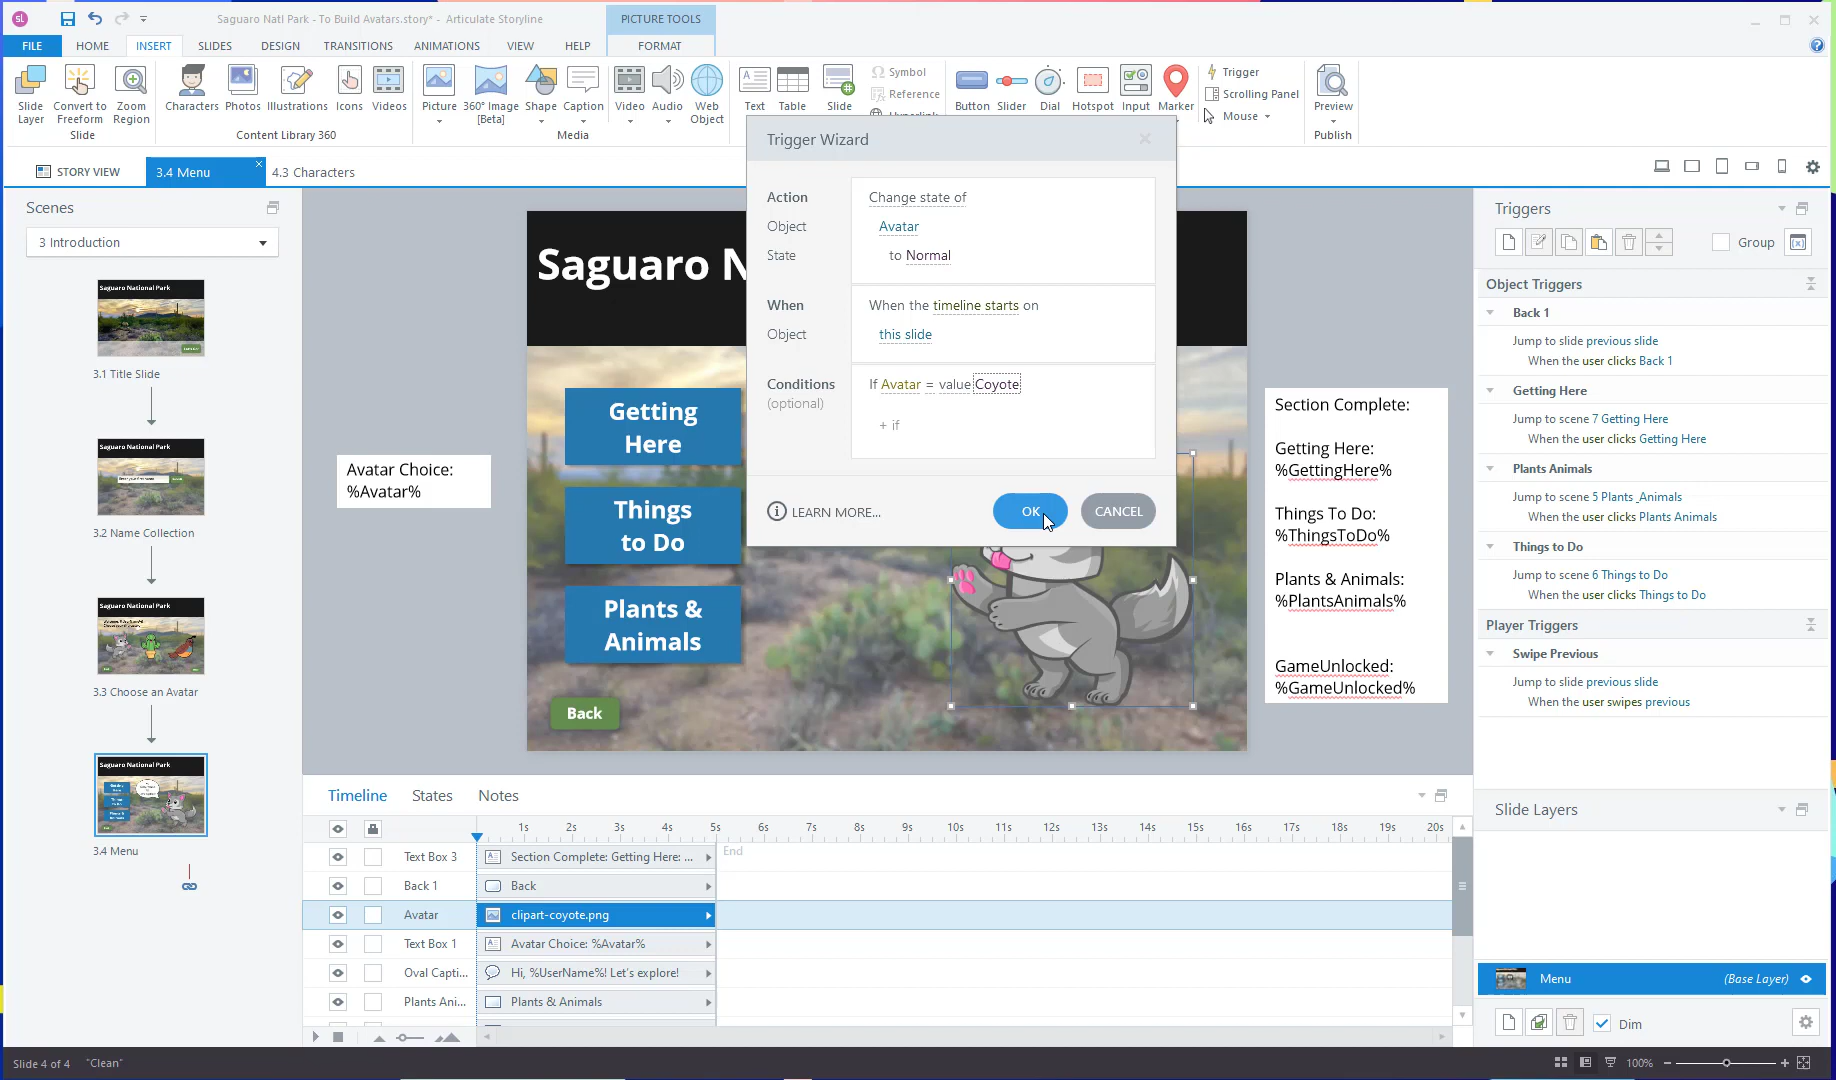 Saguaro Natl Park - To Build Avatars.story* - Articulate Storyline
PICTURE TOOLS
FILE HOME INSERT SLIDES DESIGN TRANSITIONS ANIMATIONS VIEW HELP FORMAT
Slide Layer
Convert to Freeform
Zoom Region
Slide
Characters
Photos
Illustrations
Icons
Videos
Content Library 360
Picture
360° Image [Beta]
Shape
Caption
Media
Video
Audio
Web Object
Text
Table
Slide
Symbol
Reference
Button
Slider
Dial
Hotspot
Input
Marker
Trigger
Scrolling Panel
Mouse
Preview
Publish
STORY VIEW
3.4 Menu
4.3 Characters
Scenes
3 Introduction
Saguaro National Park
3.1 Title Slide
Saguaro National Park
3.2 Name Collection
Saguaro National Park
3.3 Choose an Avatar
Saguaro National Park
3.4 Menu
Avatar Choice:
%Avatar%
Saguaro N
Getting
Here
Things
to Do
Plants &
Animals
Back
Trigger Wizard
Action Change state of
Object Avatar
State to Normal
When When the timeline starts on
Object this slide
Conditions If Avatar = value Coyote
(optional)
+ if
LEARN MORE...
OK
CANCEL
Section Complete:
Getting Here:
%GettingHere%
Things To Do:
%ThingsToDo%
Plants & Animals:
%PlantsAnimals%
GameUnlocked:
%GameUnlocked%
Triggers
Group
Object Triggers
Back 1
Jump to slide previous slide
When the user clicks Back 1
Getting Here
Jump to scene 7 Getting Here
When the user clicks Getting Here
Plants Animals
Jump to scene 5 Plants _Animals
When the user clicks Plants Animals
Things to Do
Jump to scene 6 Things to Do
When the user clicks Things to Do
Player Triggers
Swipe Previous
Jump to slide previous slide
When the user swipes previous
Slide Layers
Menu (Base Layer)
Dim
Timeline States Notes
1s 2s 3s 4s 5s 6s 7s 8s 9s 10s 11s 12s 13s 14s 15s 16s 17s 18s 19s 20s
End
Text Box 3 Section Complete: Getting Here: ...
Back 1 Back
Avatar clipart-coyote.png
Text Box 1 Avatar Choice: %Avatar%
Oval Capti... Hi, %UserName%! Let's explore!
Plants Ani... Plants & Animals
Slide 4 of 4 "Clean"
100%